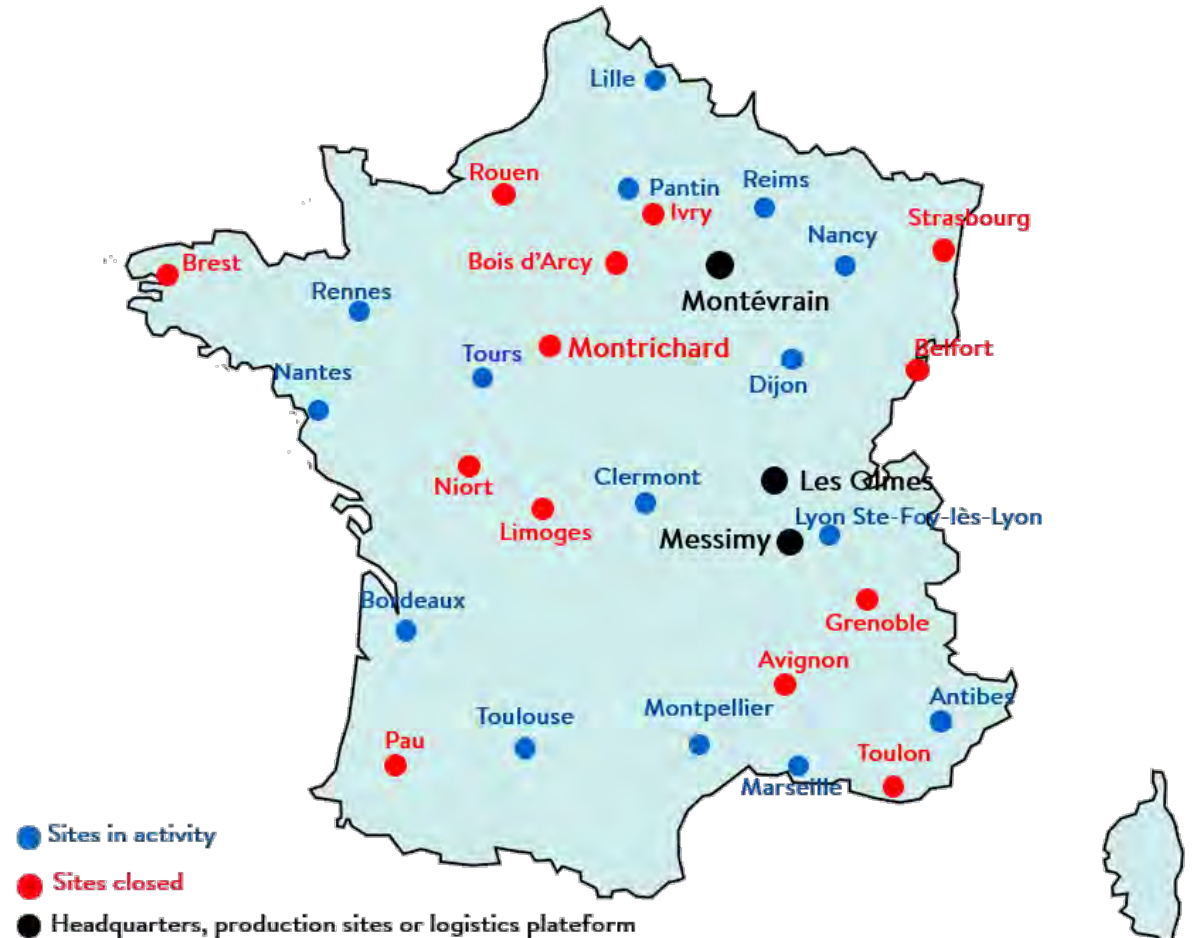 Lille
Rouen
Pantin
Reims
Ivry
Strasbourg
Nancy
Bois d'Arcy
Brest
Rennes
Montévrain
Tours
Montrichard
Belfort
Nantes
Dijon
Clermont
Les Olmes
Niort
Lyon Ste-Foy-lès-Lyon
Limoges
Messimy
Bordeaux
Grenoble
Avignon
Antibes
Montpellier
Toulouse
Pau
Toulon
Marseille
Sites in activity
Sites closed
Headquarters, production sites or logistics plateform